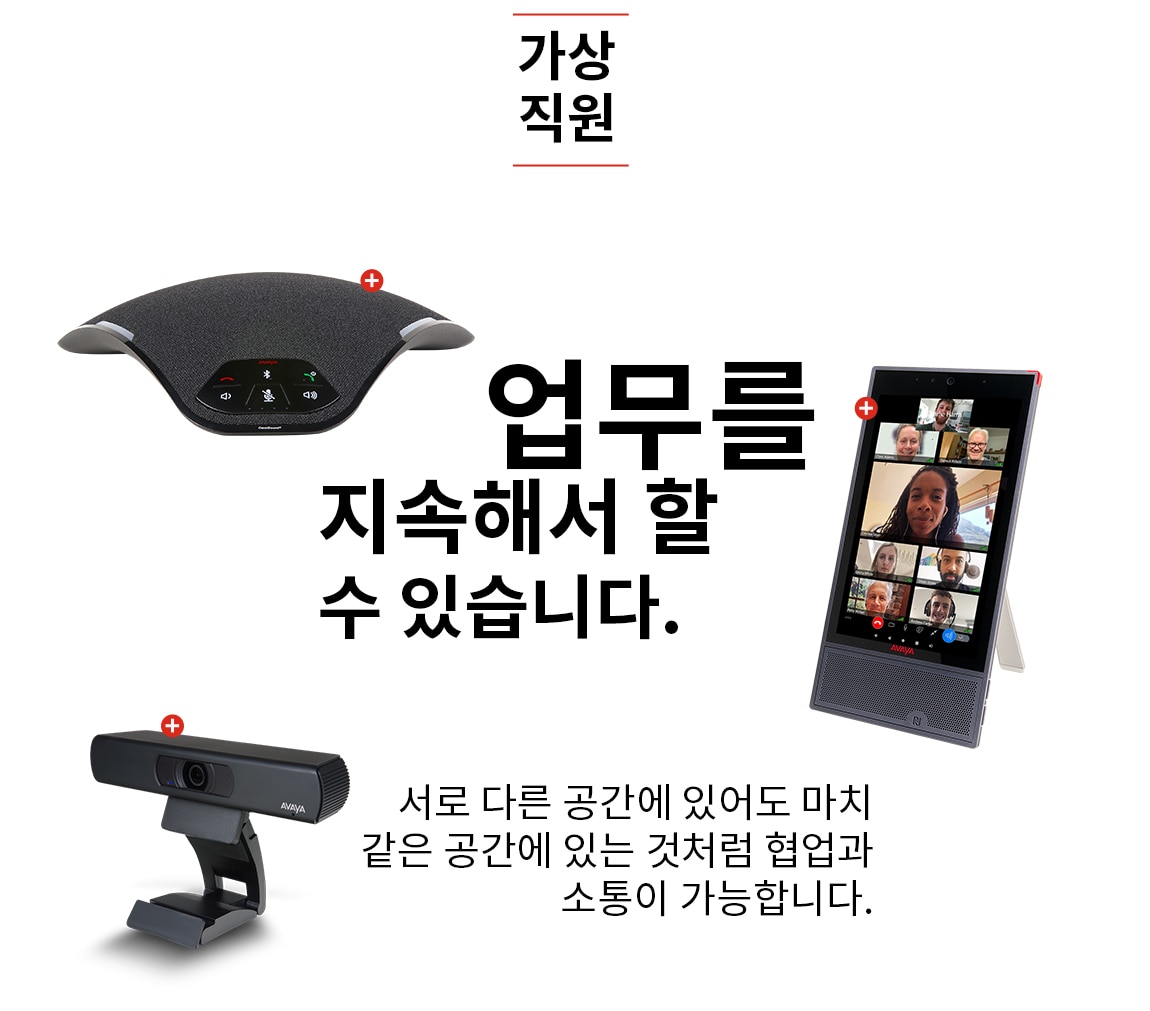 가상
직원
AVAYA
업무를
지속해서 할
수 있습니다.
AVAYA
AVAYA
서로 다른 공간에 있어도 마치
같은 공간에 있는 것처럼 협업과
소통이 가능합니다.